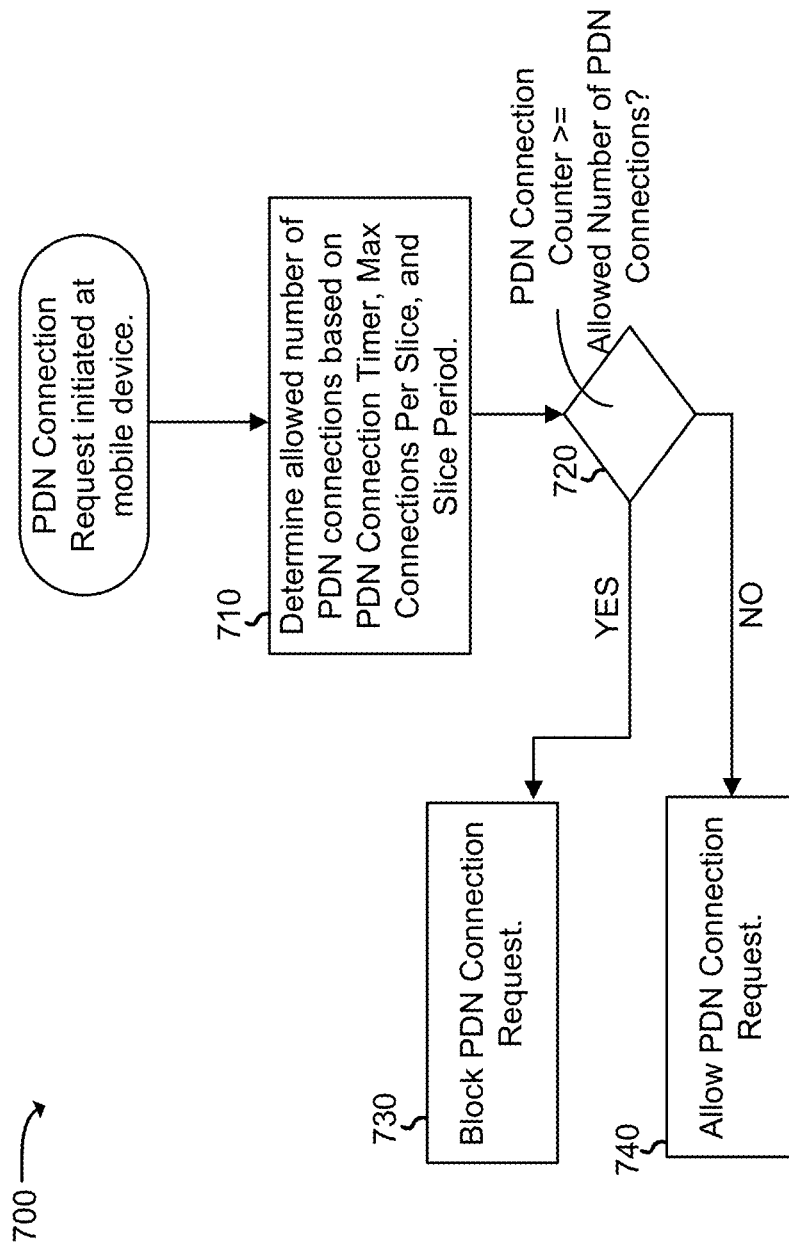 700
PDN Connection
Request initiated at
mobile device.
710
Determine allowed number of
PDN connections based on
PDN Connection Timer, Max
Connections Per Slice, and
Slice Period.
720
PDN Connection
Counter >=
Allowed Number of PDN
Connections?
YES
NO
730
Block PDN Connection
Request.
740
Allow PDN Connection
Request.